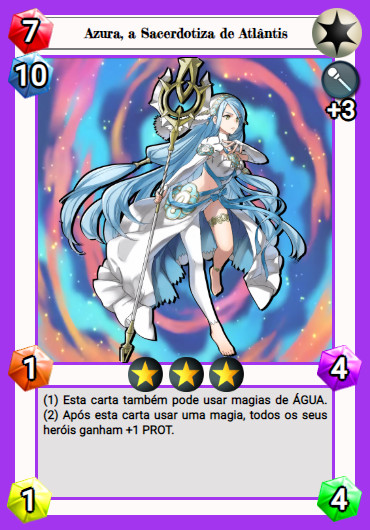 7
Azura, a Sacerdotiza de Atlântis
10
+3
1
4
(1) Esta carta também pode usar magias de ÁGUA.
(2) Após esta carta usar uma magia, todos os seus
heróis ganham +1 PROT.
1
4